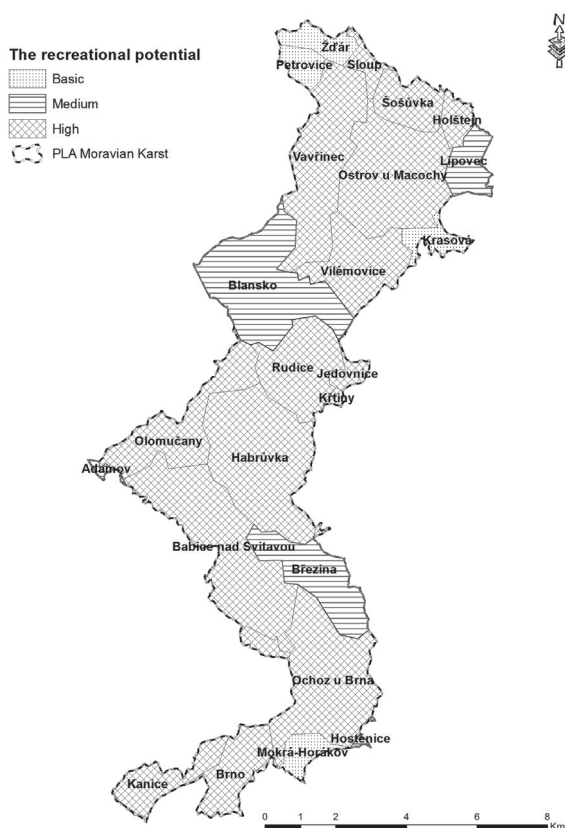 N
The recreational potential
Basic
Medium
High
PLA Moravian Karst
Žďár
Petrovice
Sloup
Šošůvka
Holštejn
Vavřinec
Lipovec
Ostrov u Macochy
Krasová
Vilémovice
Blansko
Rudice
Jedovnice
Křtiny
Olomučany
Habrůvka
Adamov
Babice nad Svitavou
Březina
Ochoz u Brna
Hostěnice
Mokrá-Horákov
Kanice
Brno
0 1 2 4 6 8
Km